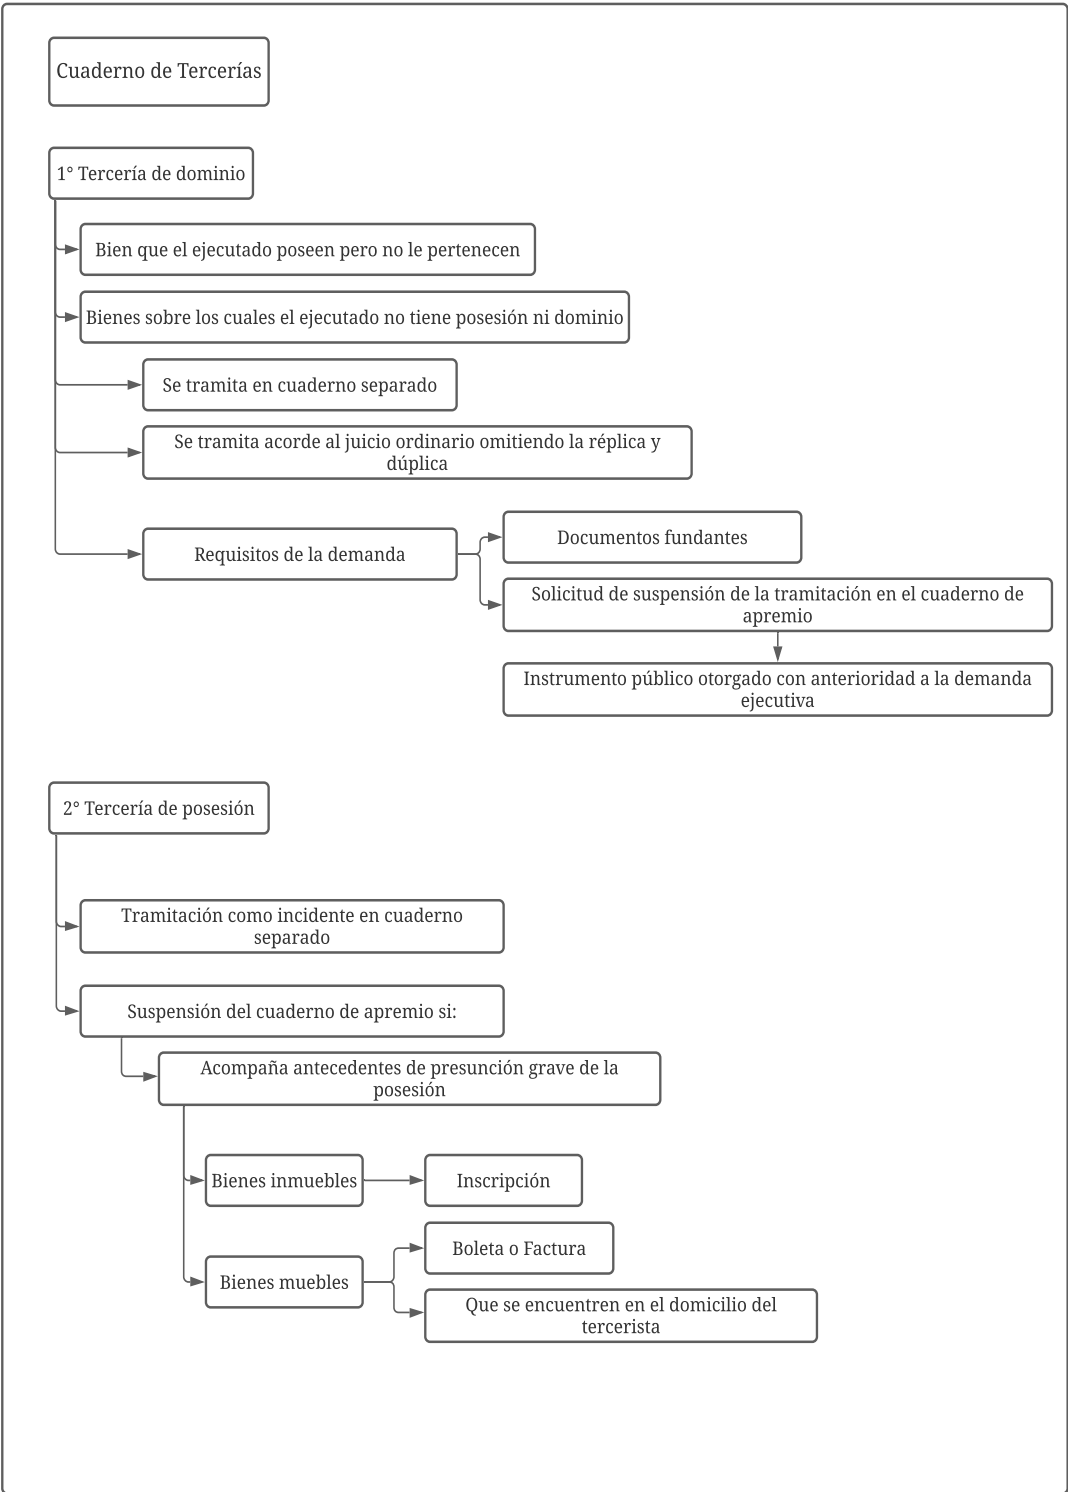 Cuaderno de Tercerías
1° Tercería de dominio
Bien que el ejecutado poseen pero no le pertenecen
Bienes sobre los cuales el ejecutado no tiene posesión ni dominio
Se tramita en cuaderno separado
Se tramita acorde al juicio ordinario omitiendo la réplica y
dúplica
Requisitos de la demanda
Documentos fundantes
Solicitud de suspensión de la tramitación en el cuaderno de
apremio
Instrumento público otorgado con anterioridad a la demanda
ejecutiva
2° Tercería de posesión
Tramitación como incidente en cuaderno
separado
Suspensión del cuaderno de apremio si:
Acompaña antecedentes de presunción grave de la
posesión
Bienes inmuebles
Inscripción
Bienes muebles
Boleta o Factura
Que se encuentren en el domicilio del
tercerista